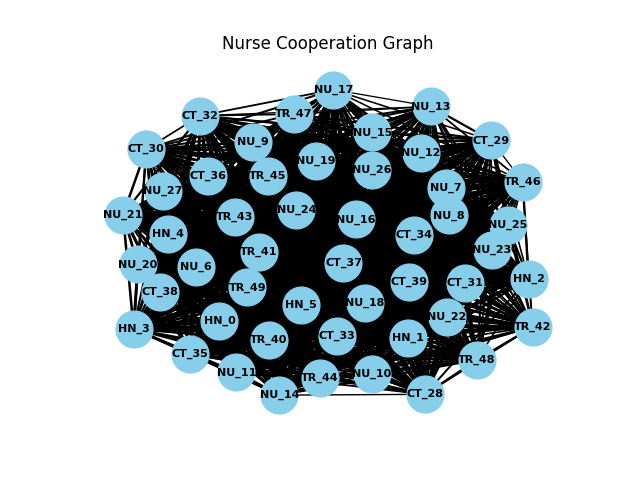 Nurse Cooperation Graph
NU_17
NU_13
TR_47
CT_32
NU_15
CT_29
NU_9
CT_30
NU_12
NU_19
NU_26
CT_36
TR_45
TR_46
NU_7
NU_27
NU_24
NU_8
NU_21
TR_43
NU_16
NU_25
HN_4
CT_34
NU_23
TR_41
CT_37
NU_20
NU_6
HN_2
CT_39
CT_31
TR_49
CT_38
NU_18
HN_5
NU_22
HN_0
TR_42
HN_3
CT_33
HN_1
TR_40
CT_35
TR_48
NU_11
NU_10
TR_44
CT_28
NU_14